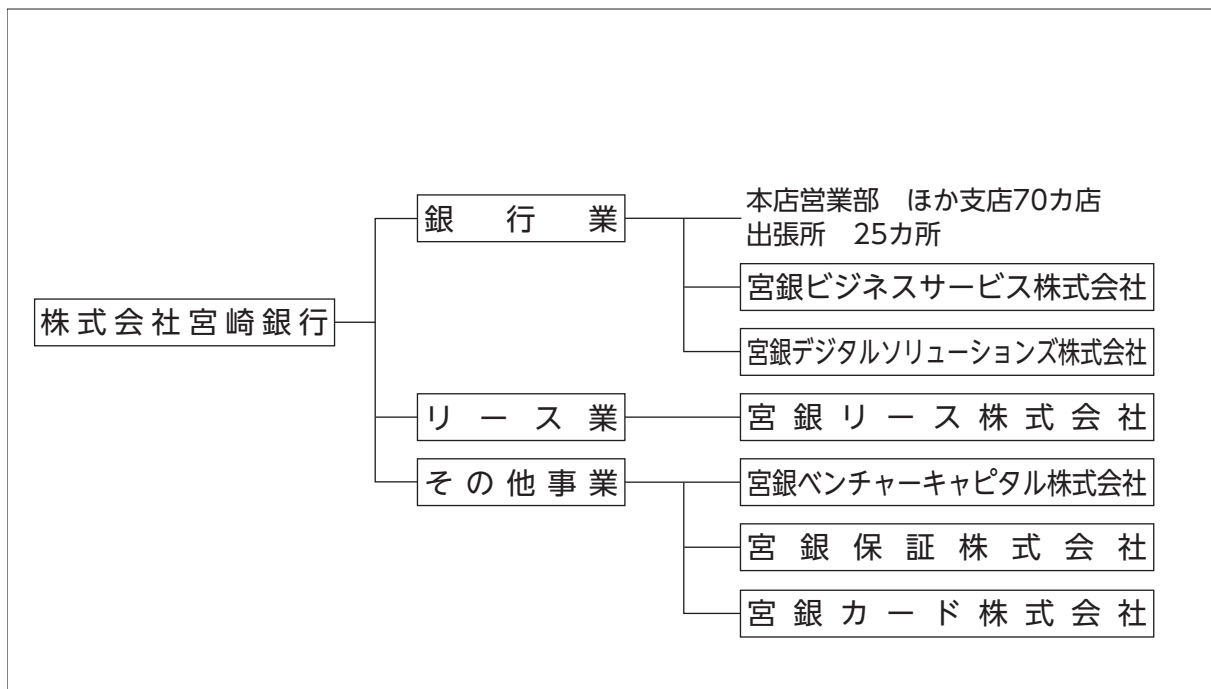 株式会社宮崎銀行
銀行業
本店営業部　ほか支店70カ店
出張所　25カ所
宮銀ビジネスサービス株式会社
宮銀デジタルソリューションズ株式会社
リース業
宮銀リース株式会社
その他事業
宮銀ベンチャーキャピタル株式会社
宮銀保証株式会社
宮銀カード株式会社